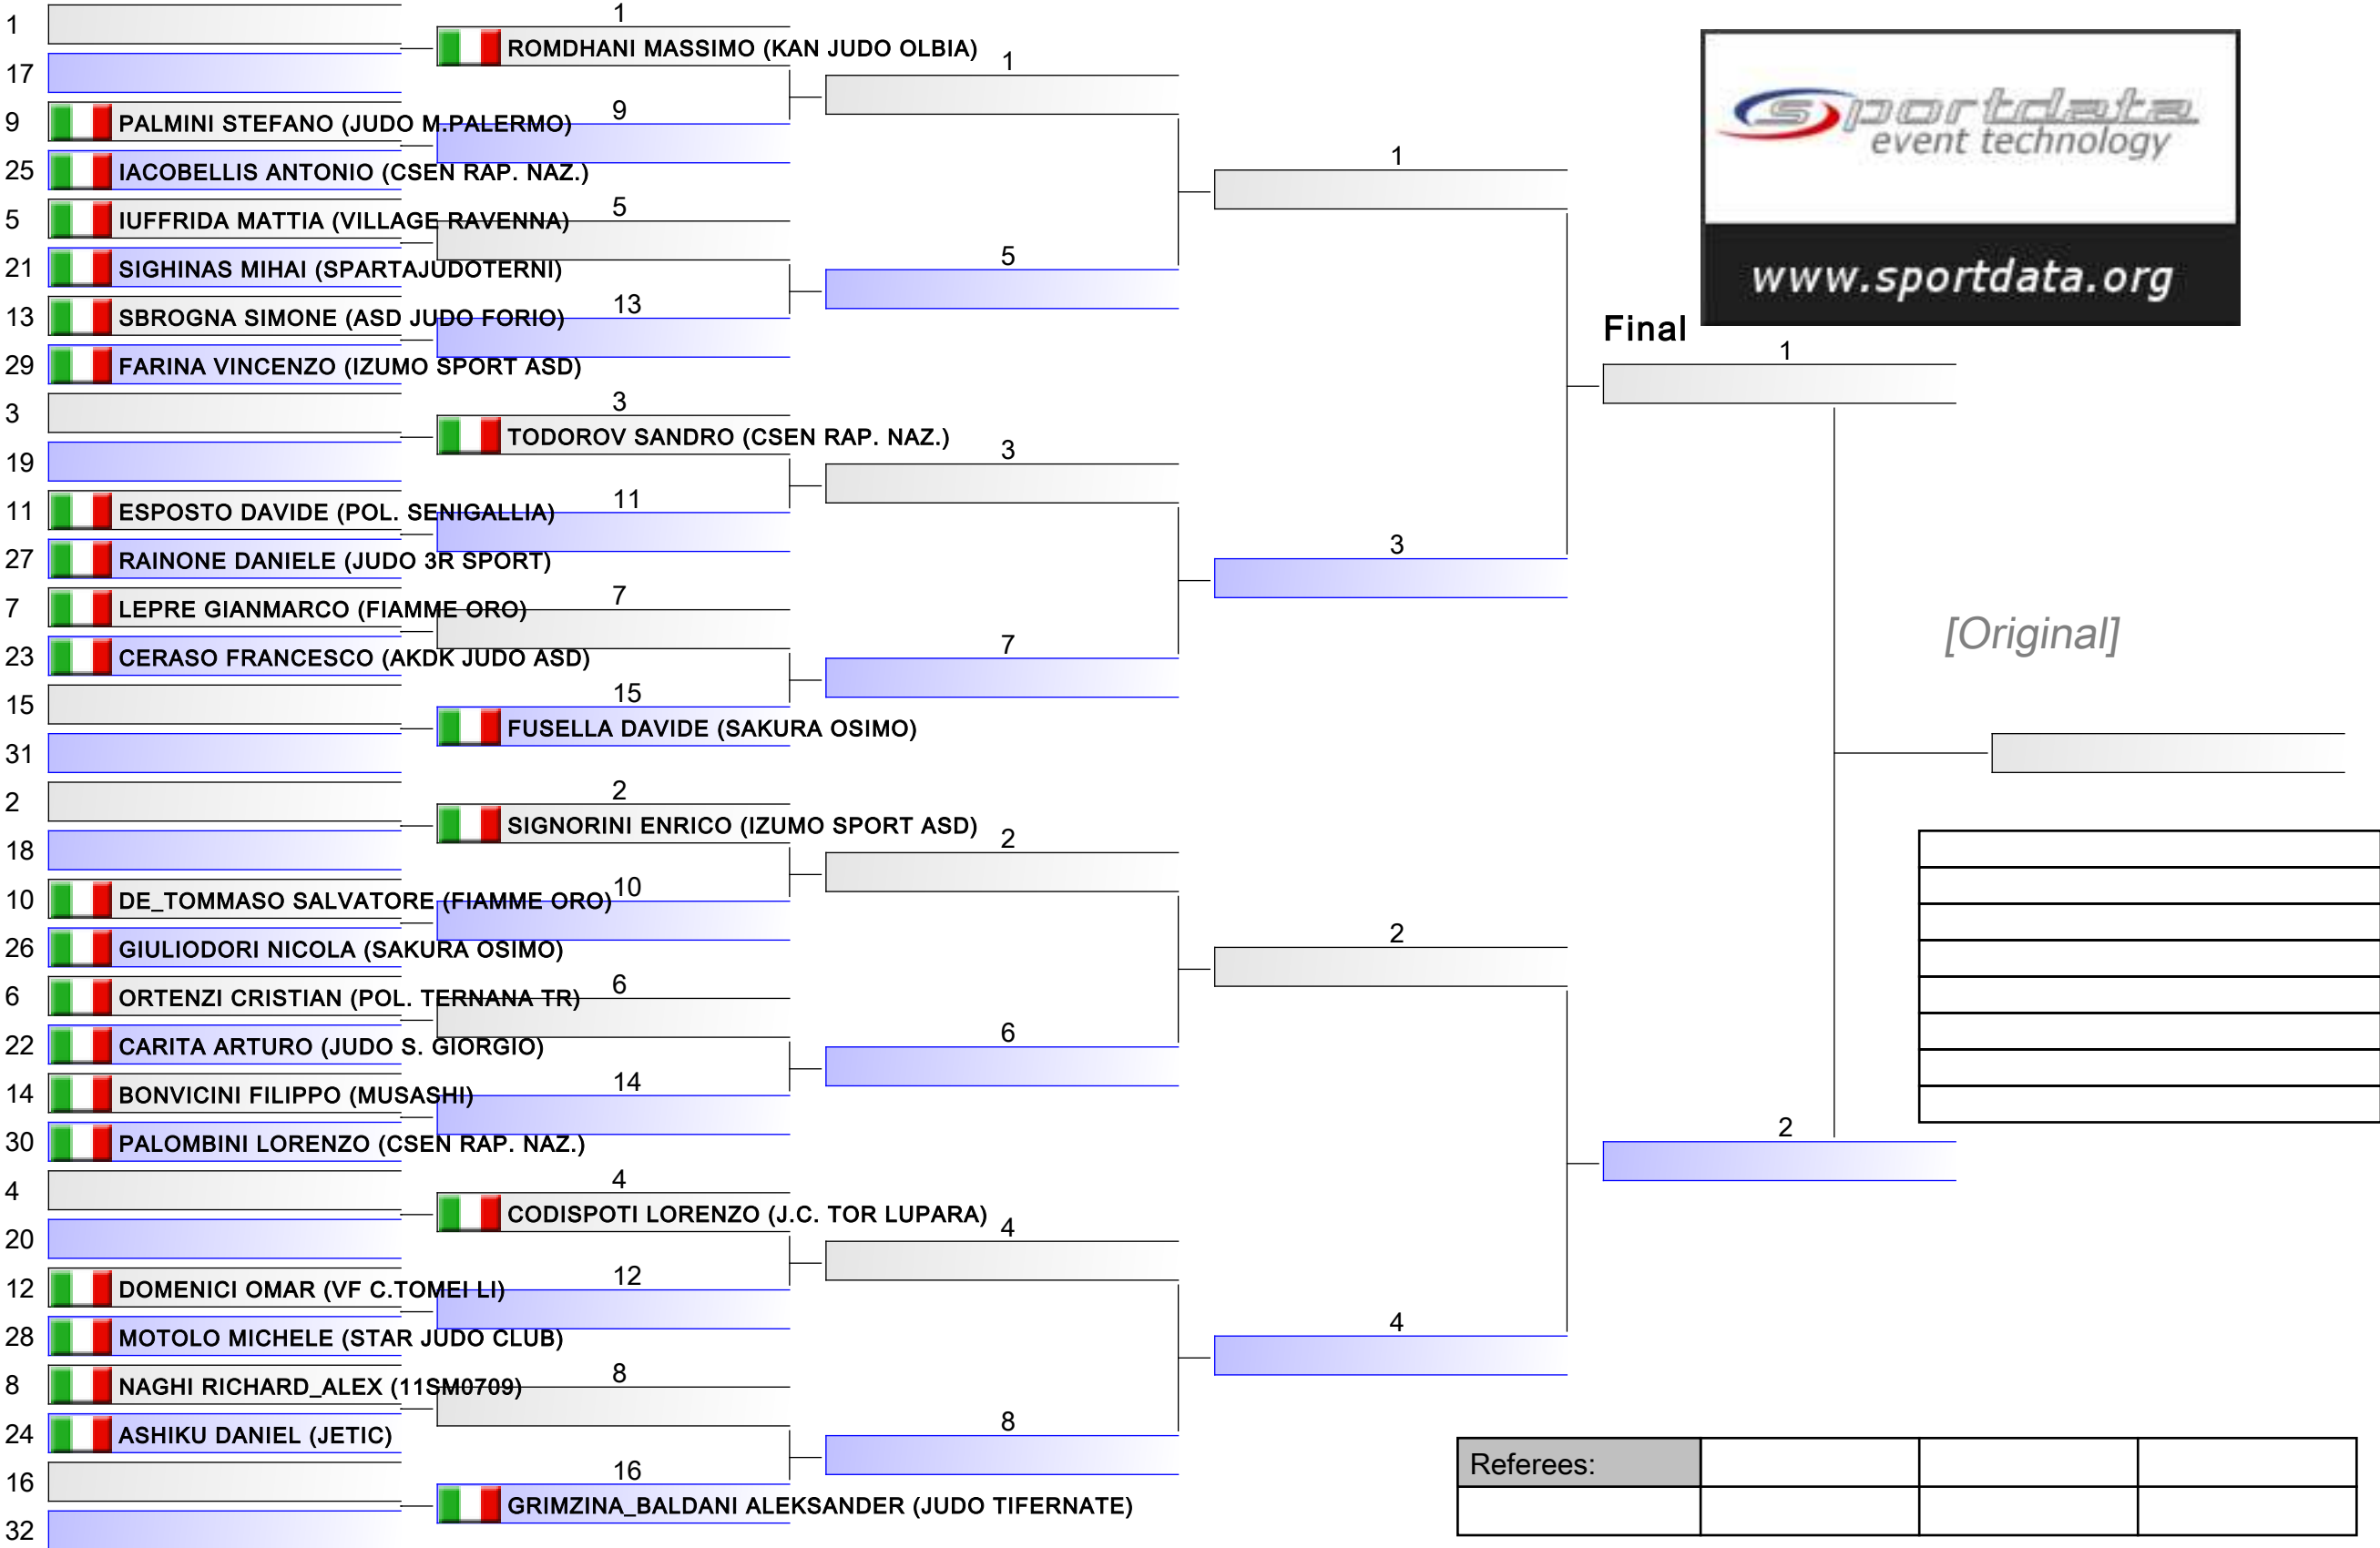 1
17
9 PALMINI STEFANO (JUDO M.PALERMO)
25 IACOBELLIS ANTONIO (CSEN RAP. NAZ.)
5 IUFFRIDA MATTIA (VILLAGE RAVENNA)
21 SIGHINAS MIHAI (SPARTAJUDOTERNI)
13 SBROGNA SIMONE (ASD JUDO FORIO)
29 FARINA VINCENZO (IZUMO SPORT ASD)
3
19
11 ESPOSTO DAVIDE (POL. SENIGALLIA)
27 RAINONE DANIELE (JUDO 3R SPORT)
7 LEPRE GIANMARCO (FIAMME ORO)
23 CERASO FRANCESCO (AKDK JUDO ASD)
15
31
2
18
10 DE_TOMMASO SALVATORE (FIAMME ORO)
26 GIULIODORI NICOLA (SAKURA OSIMO)
6 ORTENZI CRISTIAN (POL. TERNANA TR)
22 CARITA ARTURO (JUDO S. GIORGIO)
14 BONVICINI FILIPPO (MUSASHI)
30 PALOMBINI LORENZO (CSEN RAP. NAZ.)
4
20
12 DOMENICI OMAR (VF C.TOMEI LI)
28 MOTOLO MICHELE (STAR JUDO CLUB)
8 NAGHI RICHARD_ALEX (11SM0709)
24 ASHIKU DANIEL (JETIC)
16
32
1
ROMDHANI MASSIMO (KAN JUDO OLBIA)
9
5
13
3
TODOROV SANDRO (CSEN RAP. NAZ.)
11
7
15
FUSELLA DAVIDE (SAKURA OSIMO)
2
SIGNORINI ENRICO (IZUMO SPORT ASD)
10
6
14
4
CODISPOTI LORENZO (J.C. TOR LUPARA)
12
8
16
GRIMZINA_BALDANI ALEKSANDER (JUDO TIFERNATE)
1
5
3
7
2
6
4
8
1
3
2
4
Final
1
2
sportdata
event technology
www.sportdata.org
[Original]
Referees: